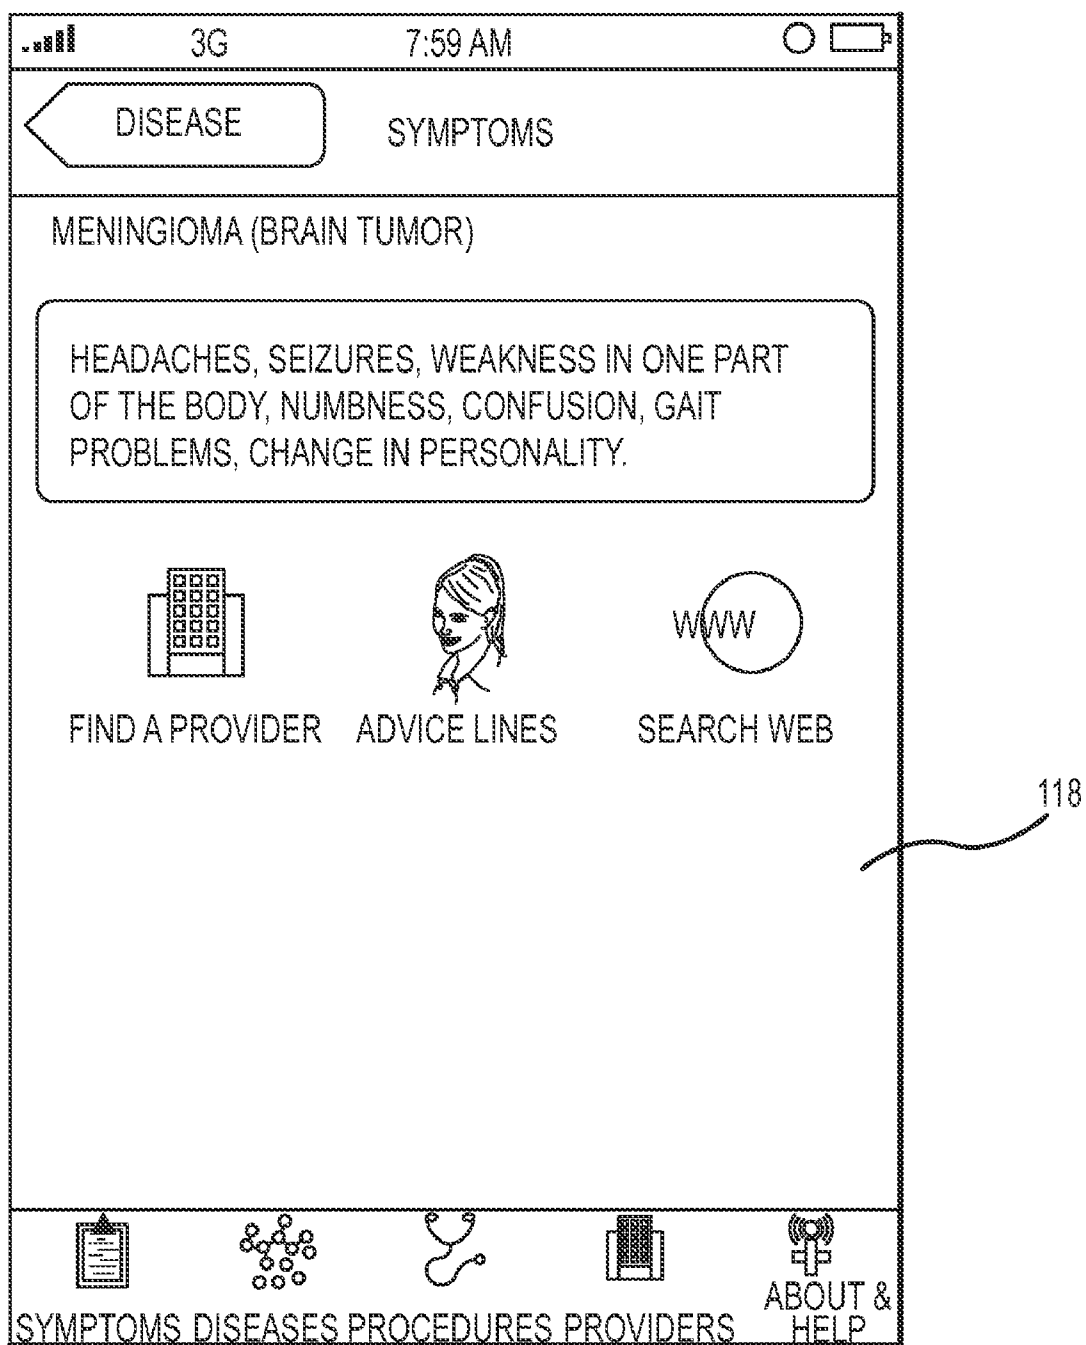 3G 7:59 AM
DISEASE SYMPTOMS
MENINGIOMA (BRAIN TUMOR)
HEADACHES, SEIZURES, WEAKNESS IN ONE PART
OF THE BODY, NUMBNESS, CONFUSION, GAIT
PROBLEMS, CHANGE IN PERSONALITY.
WWW
FIND A PROVIDER ADVICE LINES SEARCH WEB
118
SYMPTOMS DISEASES PROCEDURES PROVIDERS ABOUT &
HELP